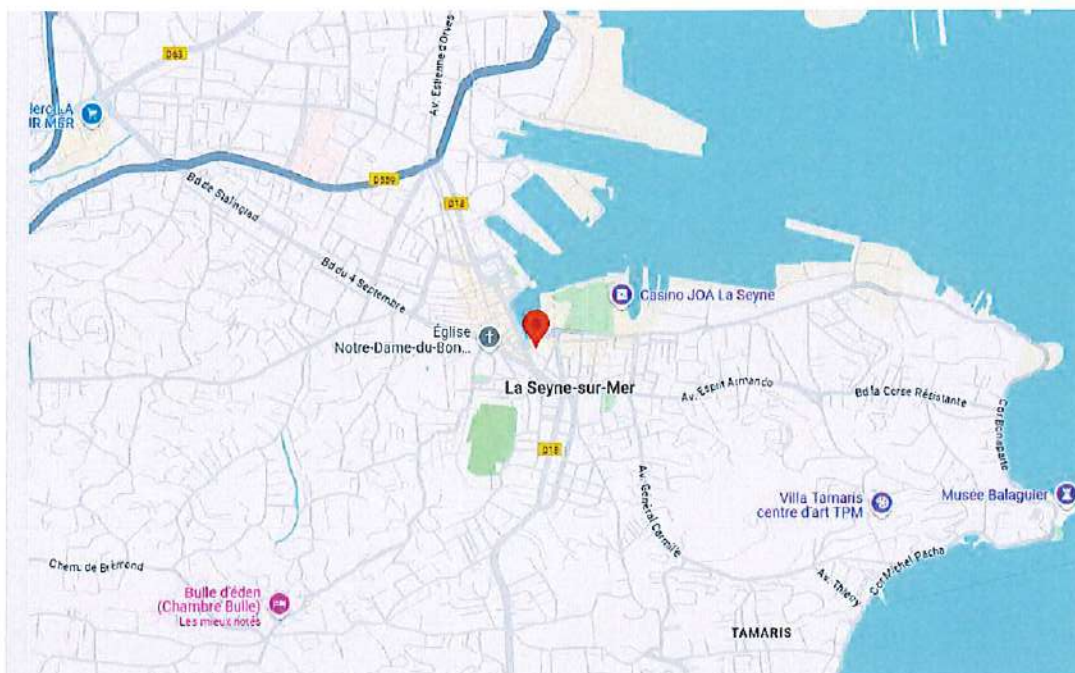 D63
Av. Estienne d'Orves
IR MER
D559
D18
Bd de Stalingrad
Bd du 4 Septembre
Casino JOA La Seyne
Église
Notre-Dame-du-Bon...
La Seyne-sur-Mer
Av. Esprit Armando
Bd la Corse Résistante
Cor Bonaparte
D18
Av. Général Carmille
Villa Tamaris
centre d'art TPM
Musée Balaguier
Chem. de Brémond
Bulle d'éden
(Chambre Bulle)
Les mieux notés
Av. Thierry
Cor Michel Pacha
TAMARIS